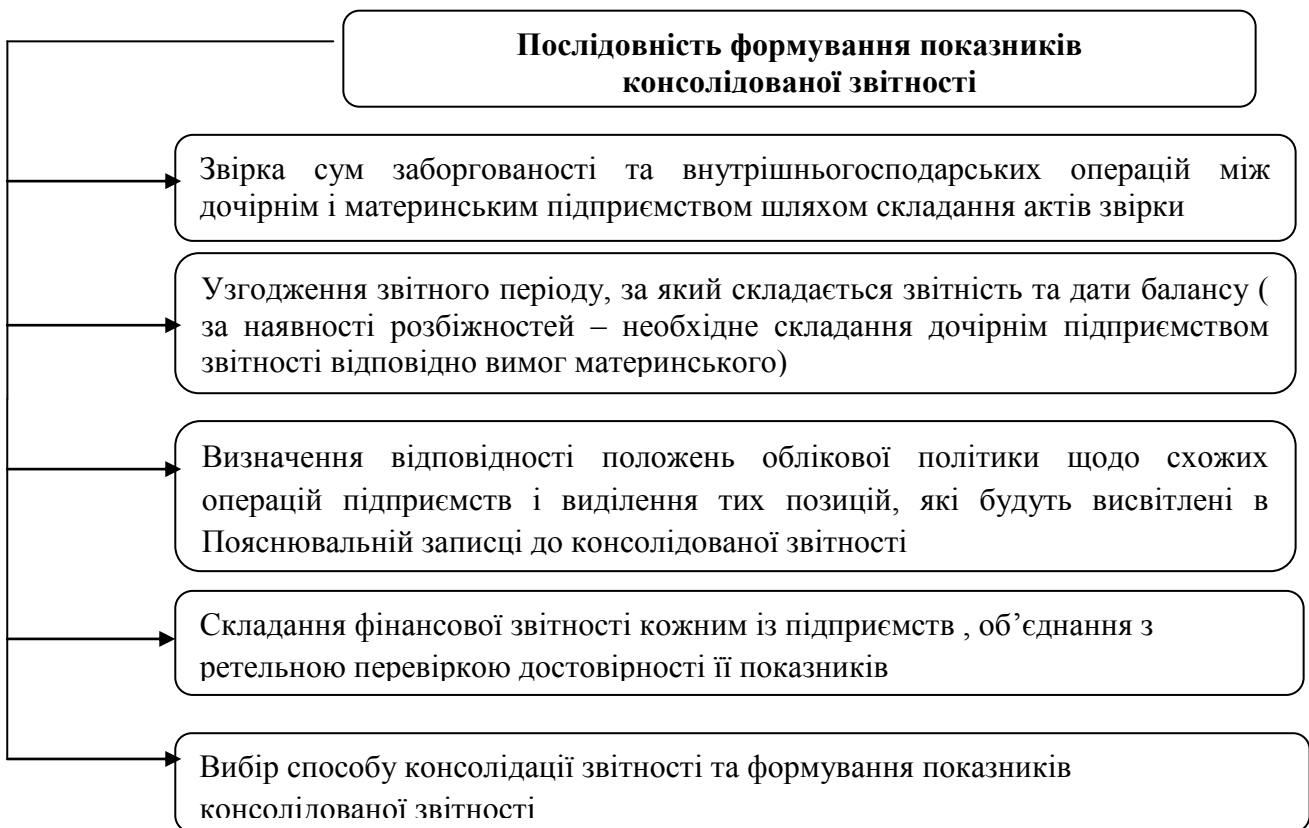 Послідовність формування показників
консолідованої звітності
Звірка сум заборгованості та внутрішньогосподарських операцій між
дочірнім і материнським підприємством шляхом складання актів звірки
Узгодження звітного періоду, за який складається звітність та дати балансу (
за наявності розбіжностей – необхідне складання дочірнім підприємством
звітності відповідно вимог материнського)
Визначення відповідності положень облікової політики щодо схожих
операцій підприємств і виділення тих позицій, які будуть висвітлені в
Пояснювальній записці до консолідованої звітності
Складання фінансової звітності кожним із підприємств , об’єднання з
ретельною перевіркою достовірності її показників
Вибір способу консолідації звітності та формування показників
консолідованої звітності